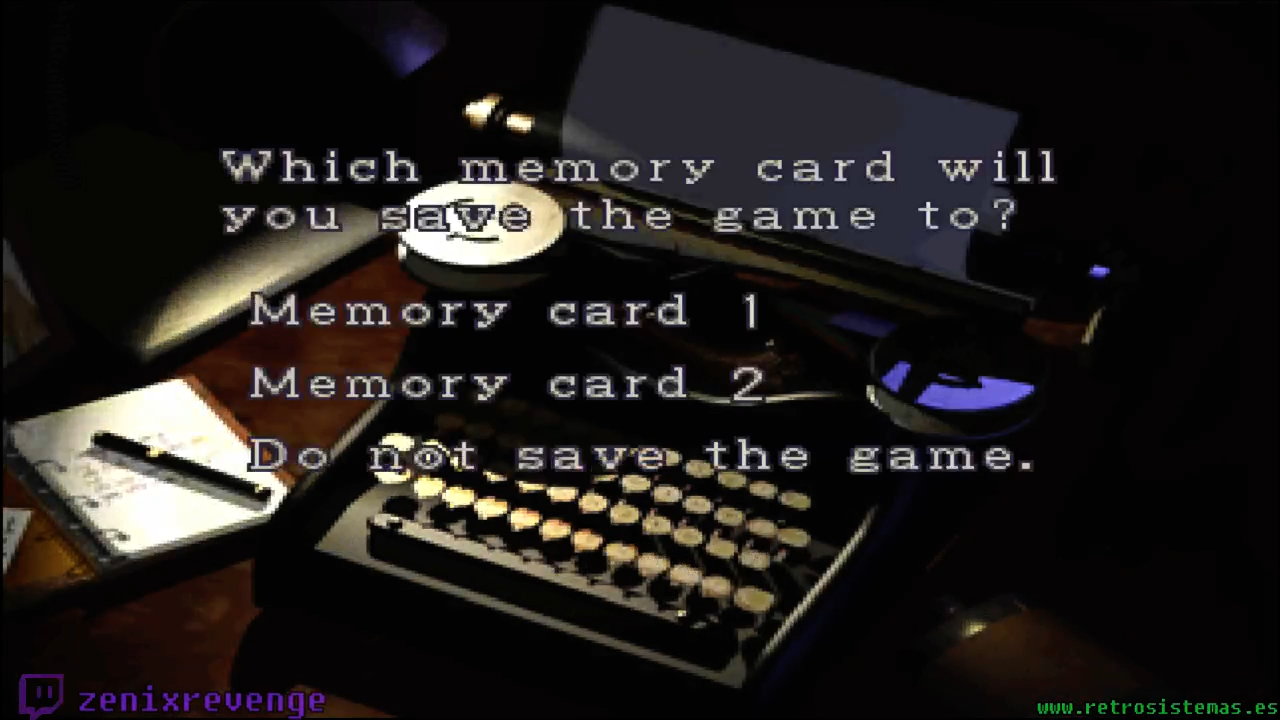 Which memory card will
you save the game to?
Memory card 1
Memory card 2
Do not save the game.
zenixrevenge
www.retrosistemas.es